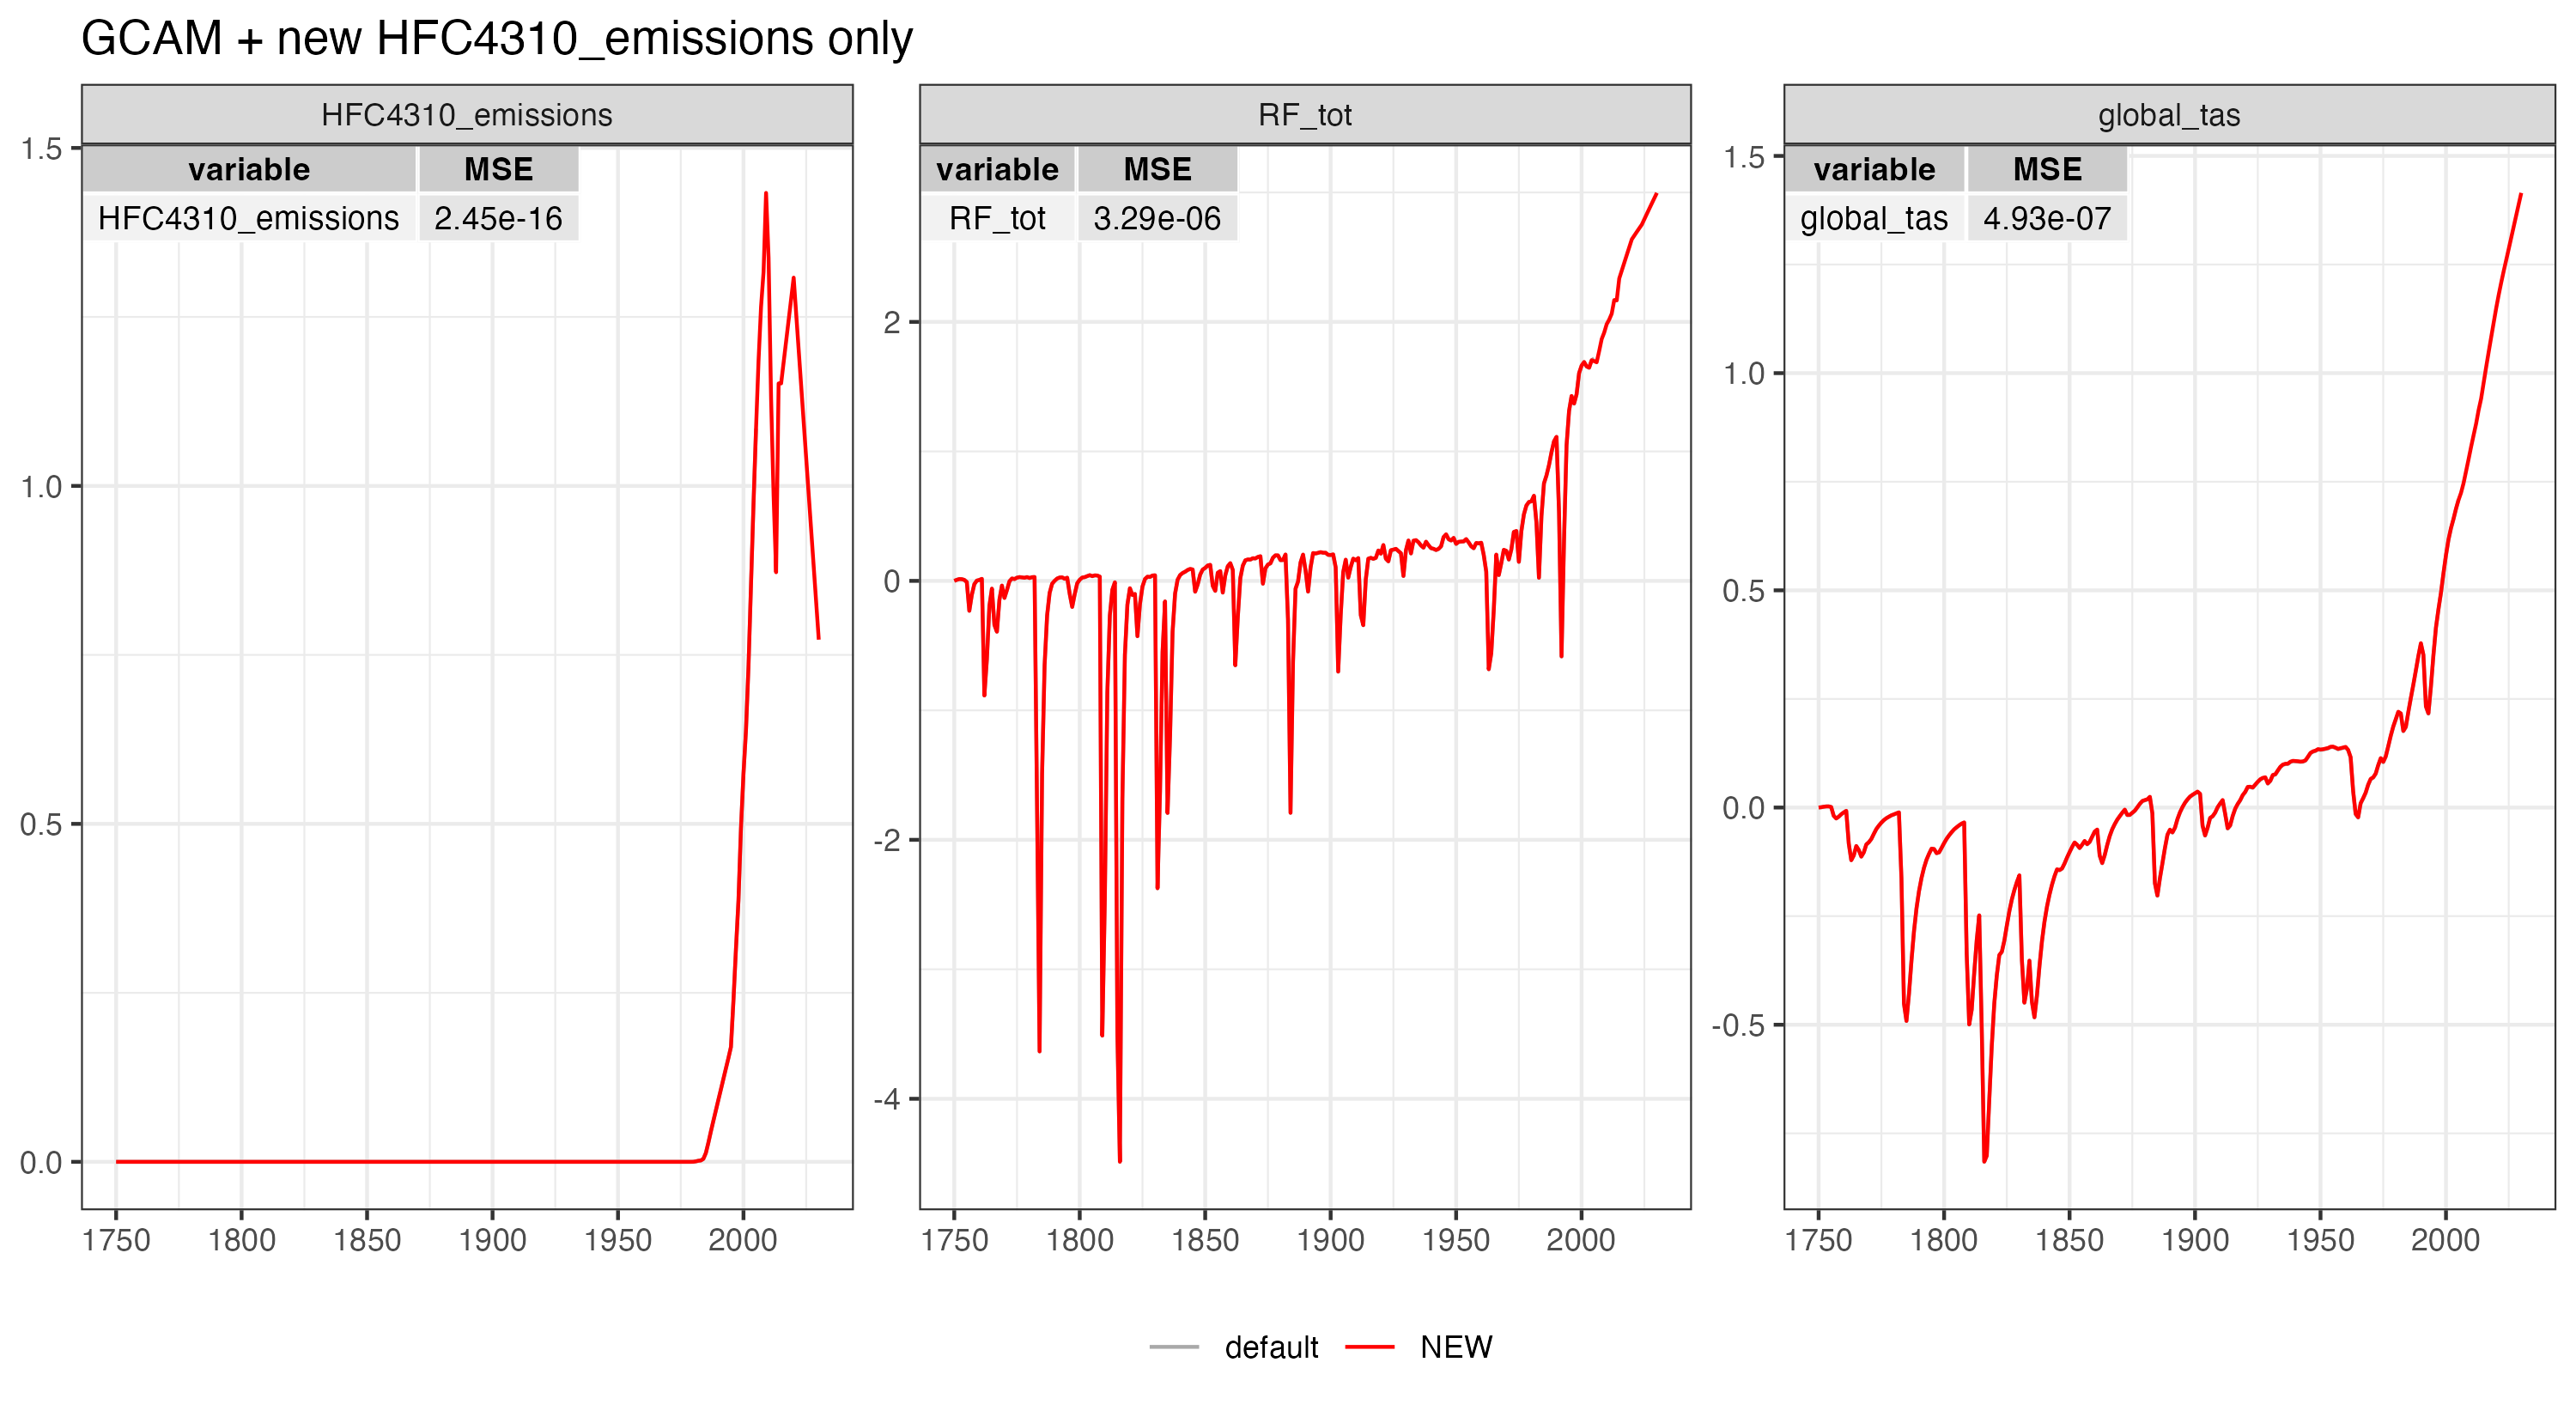 GCAM + new HFC4310_emissions only
HFC4310_emissions
variable MSE
HFC4310_emissions 2.45e-16
1.5
1.0
0.5
0.0
1750 1800 1850 1900 1950 2000
RF_tot
variable MSE
RF_tot 3.29e-06
2
0
-2
-4
1750 1800 1850 1900 1950 2000
global_tas
variable MSE
global_tas 4.93e-07
1.5
1.0
0.5
0.0
-0.5
1750 1800 1850 1900 1950 2000
default NEW